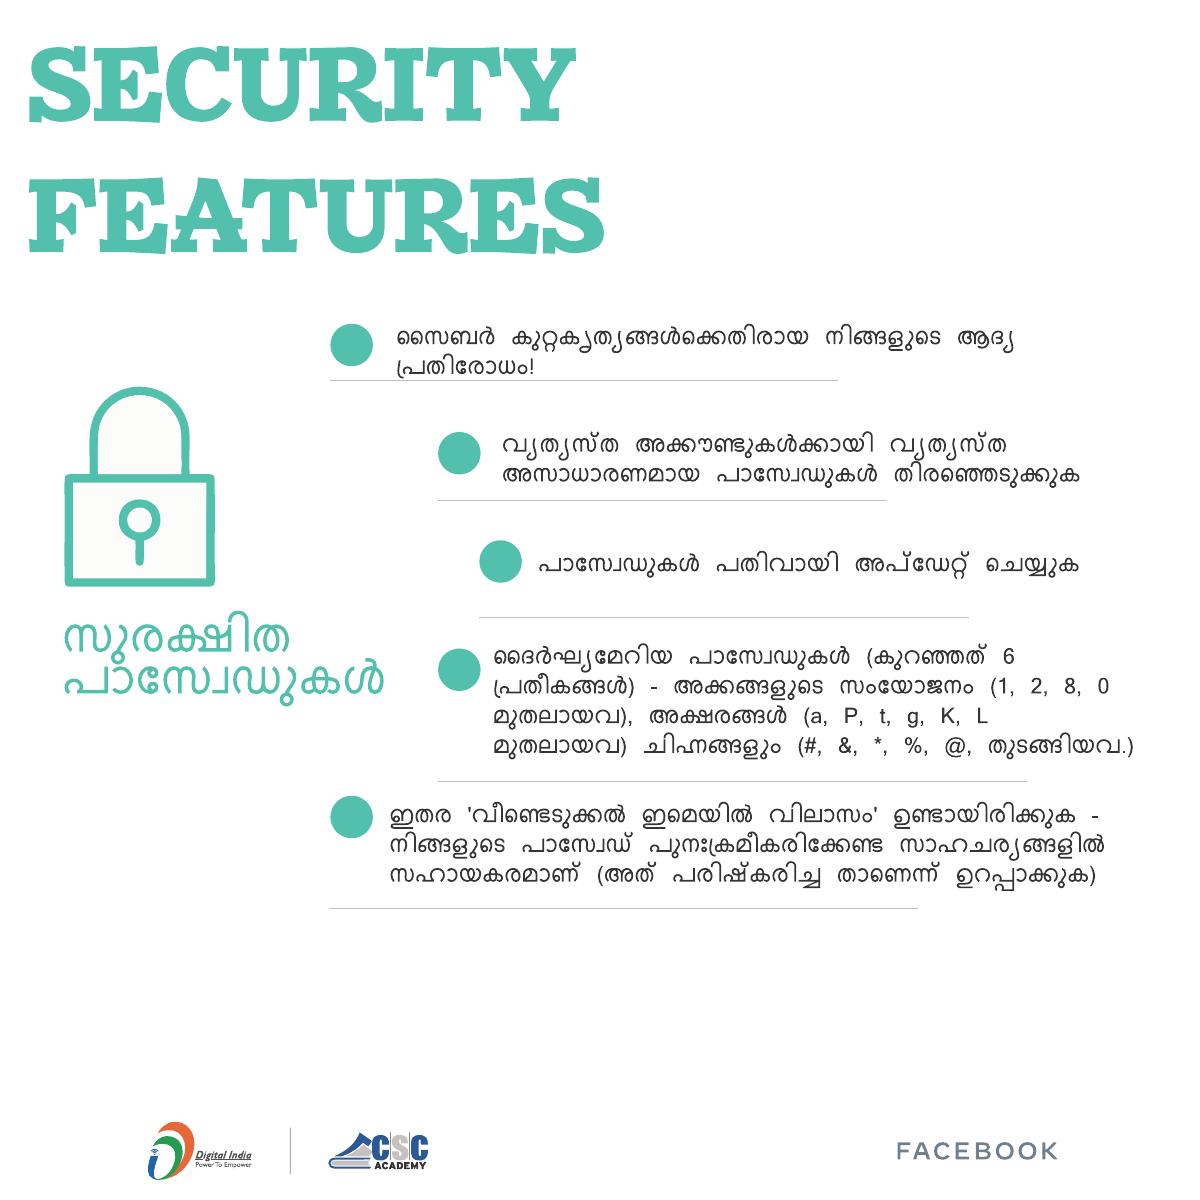 SECURITY
FEATURES
സൈബർ കുറ്റകൃത്യങ്ങൾക്കെതിരായ നിങ്ങളുടെ ആദ്യ
പ്രതിരോധം!
വ്യത്യസ്ത അക്കൗണ്ടുകൾക്കായി വ്യത്യസ്ത
അസാധാരണമായ പാസ്വേഡുകൾ തിരഞ്ഞെടുക്കുക
പാസ്വേഡുകൾ പതിവായി അപ്ഡേറ്റ് ചെയ്യുക
സുരക്ഷിത
പാസ്വേഡുകൾ
ദൈർഘ്യമേറിയ പാസ്വേഡുകൾ (കുറഞ്ഞത് 6
പ്രതീകങ്ങൾ) - അക്കങ്ങളുടെ സംയോജനം (1, 2, 8, 0
മുതലായവ), അക്ഷരങ്ങൾ (a, P, t, g, K, L
മുതലായവ) ചിഹ്നങ്ങളും (#, &, *, %, @, തുടങ്ങിയവ.)
ഇതര 'വീണ്ടെടുക്കൽ ഇമെയിൽ വിലാസം' ഉണ്ടായിരിക്കുക -
നിങ്ങളുടെ പാസ്വേഡ് പുനഃക്രമീകരിക്കേണ്ട സാഹചര്യങ്ങളിൽ
സഹായകരമാണ് (അത് പരിഷ്കരിച്ച താണെന്ന് ഉറപ്പാക്കുക)
Digital India
Power To Empower
CSC
ACADEMY
FACEBOOK